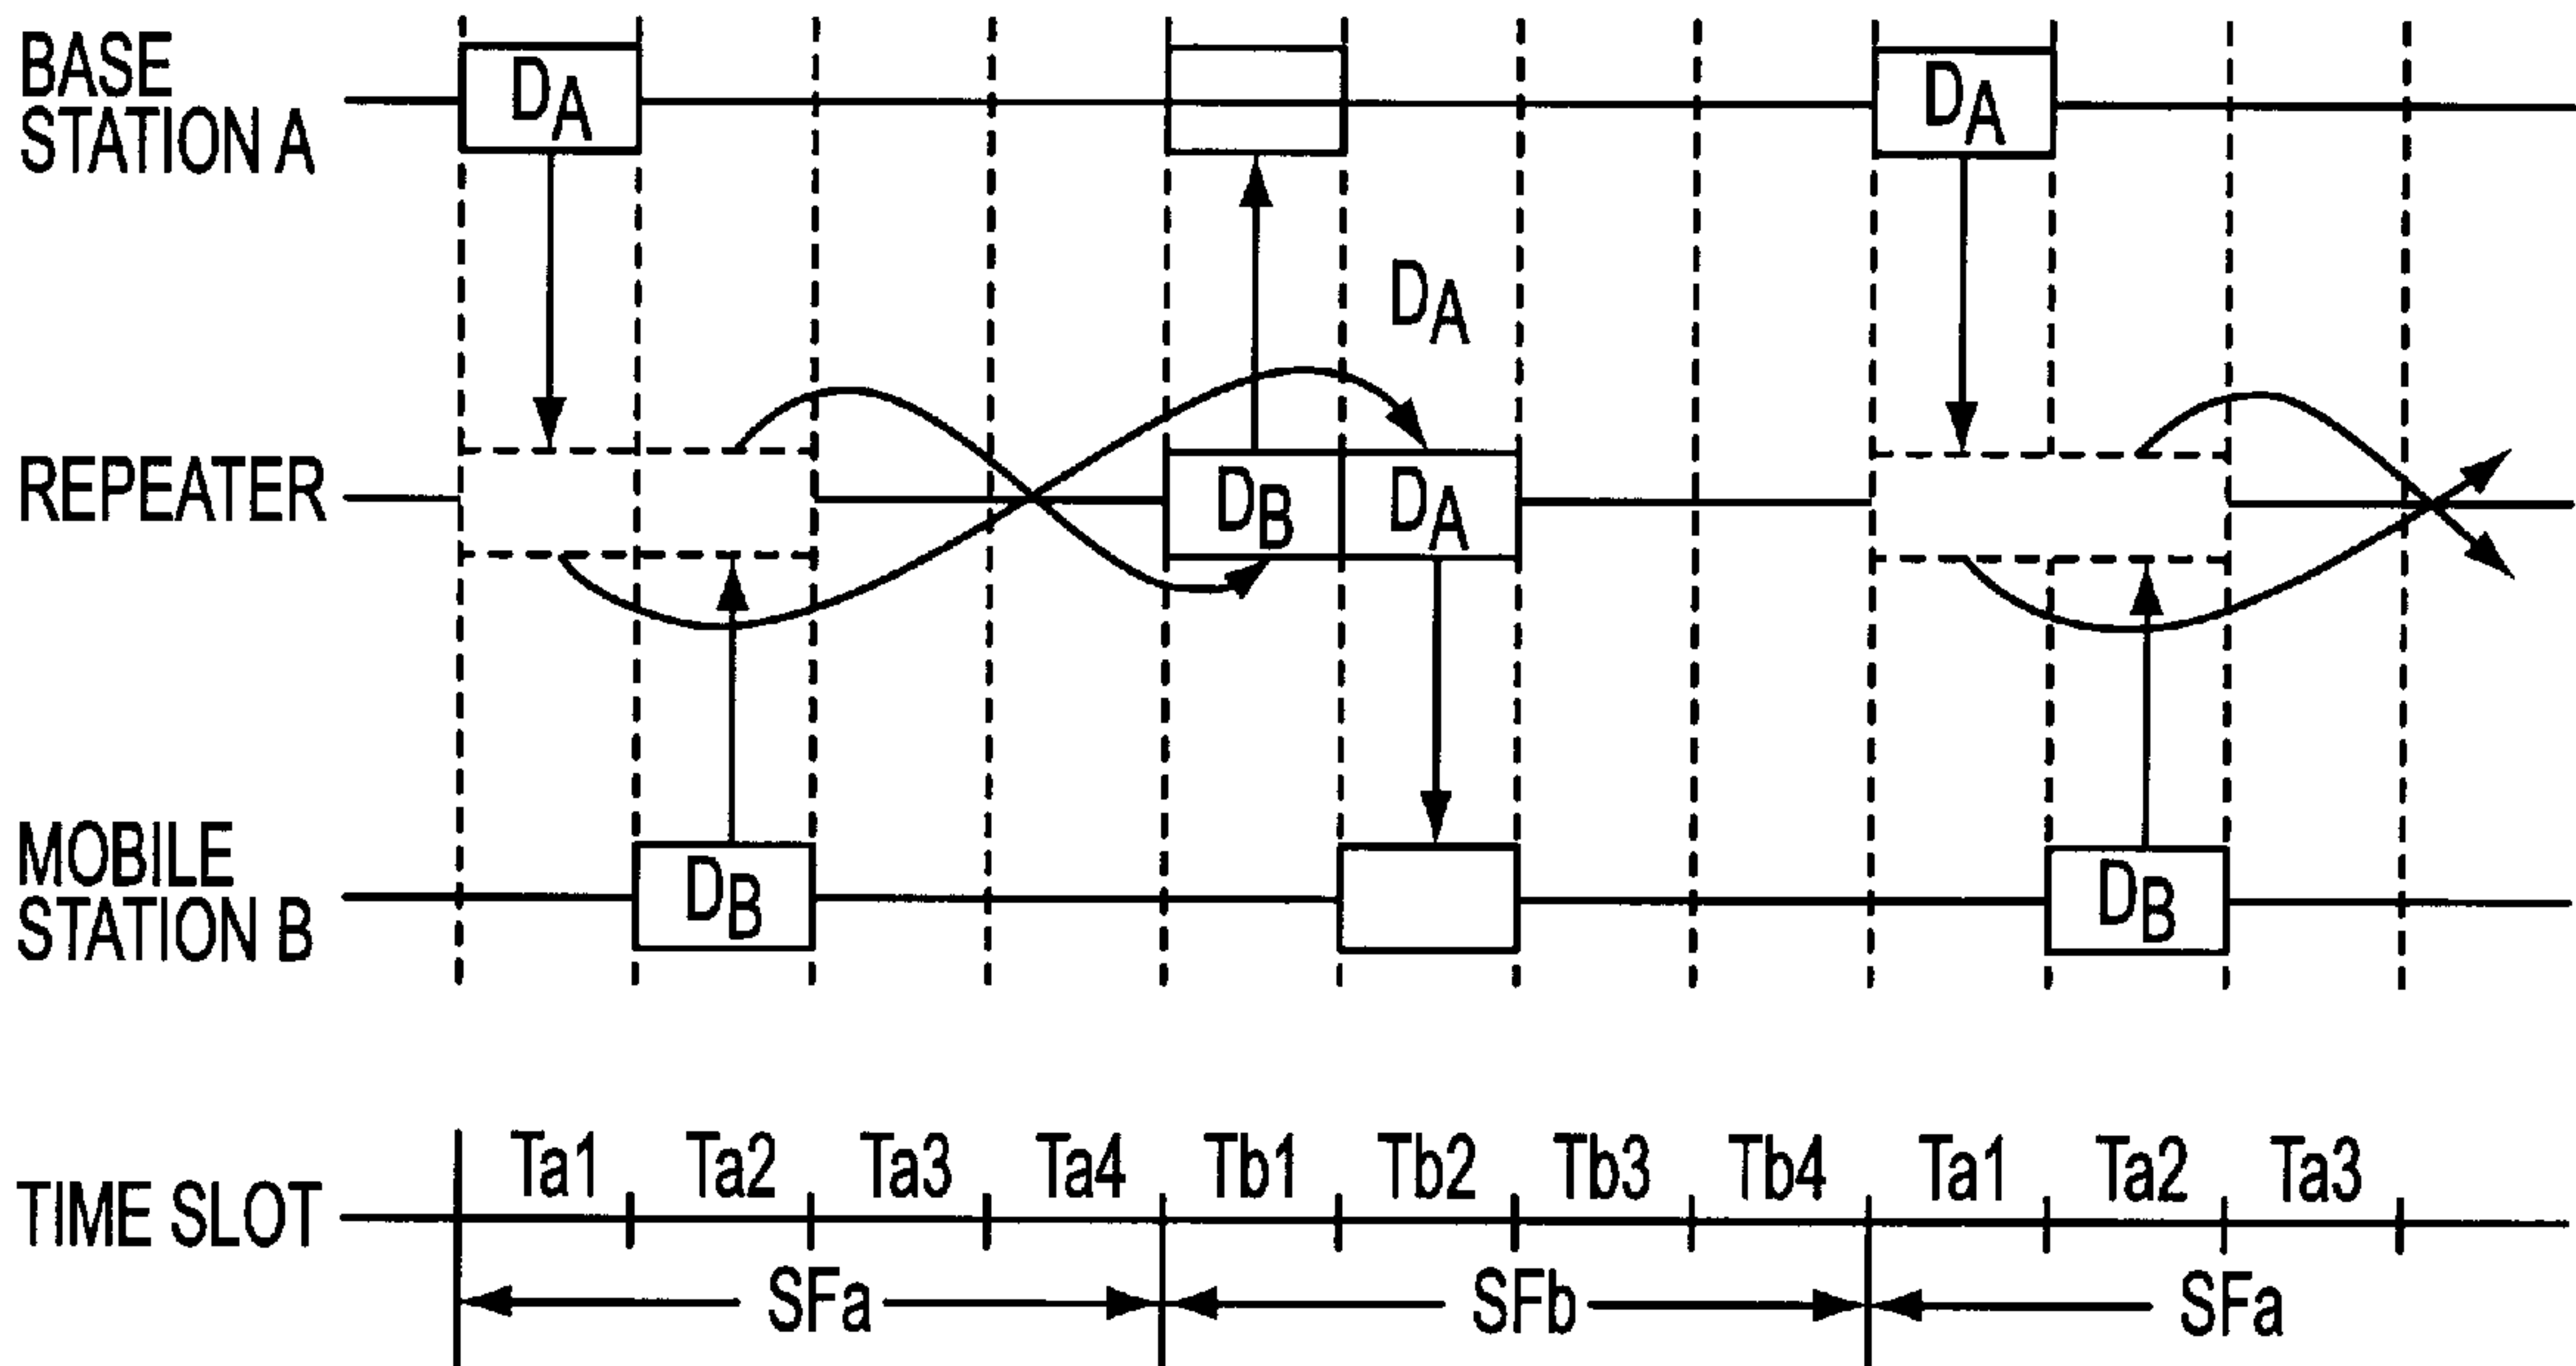 BASE
STATION A
DA
DA
DA
REPEATER
DB
DA
MOBILE
STATION B
DB
DB
TIME SLOT
Ta1 Ta2 Ta3 Ta4 Tb1 Tb2 Tb3 Tb4 Ta1 Ta2 Ta3
SFa SFb SFa